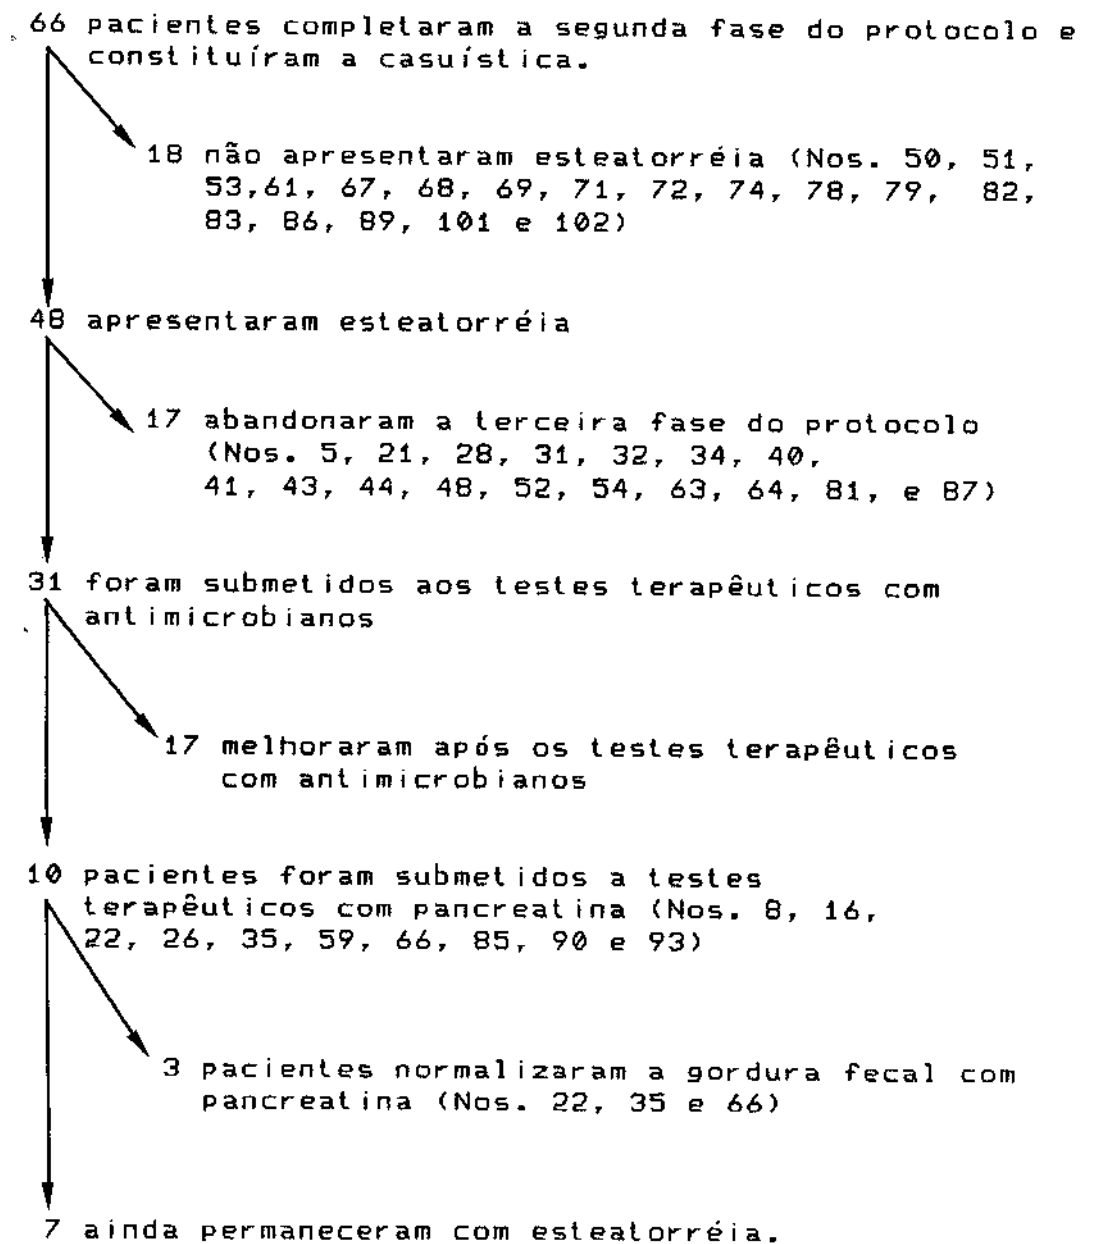 66 pacientes completaram a segunda fase do protocolo e
constituíram a casuística.
18 não apresentaram esteatorréia (Nos. 50, 51,
53,61, 67, 68, 69, 71, 72, 74, 78, 79, 82,
83, 86, 89, 101 e 102)
48 apresentaram esteatorréia
17 abandonaram a terceira fase do protocolo
(Nos. 5, 21, 28, 31, 32, 34, 40,
41, 43, 44, 48, 52, 54, 63, 64, 81, e 87)
31 foram submetidos aos testes terapêuticos com
antimicrobianos
17 melhoraram após os testes terapêuticos
com antimicrobianos
10 pacientes foram submetidos a testes
terapêuticos com pancreatina (Nos. 8, 16,
22, 26, 35, 59, 66, 85, 90 e 93)
3 pacientes normalizaram a gordura fecal com
pancreatina (Nos. 22, 35 e 66)
7 ainda permaneceram com esteatorréia.